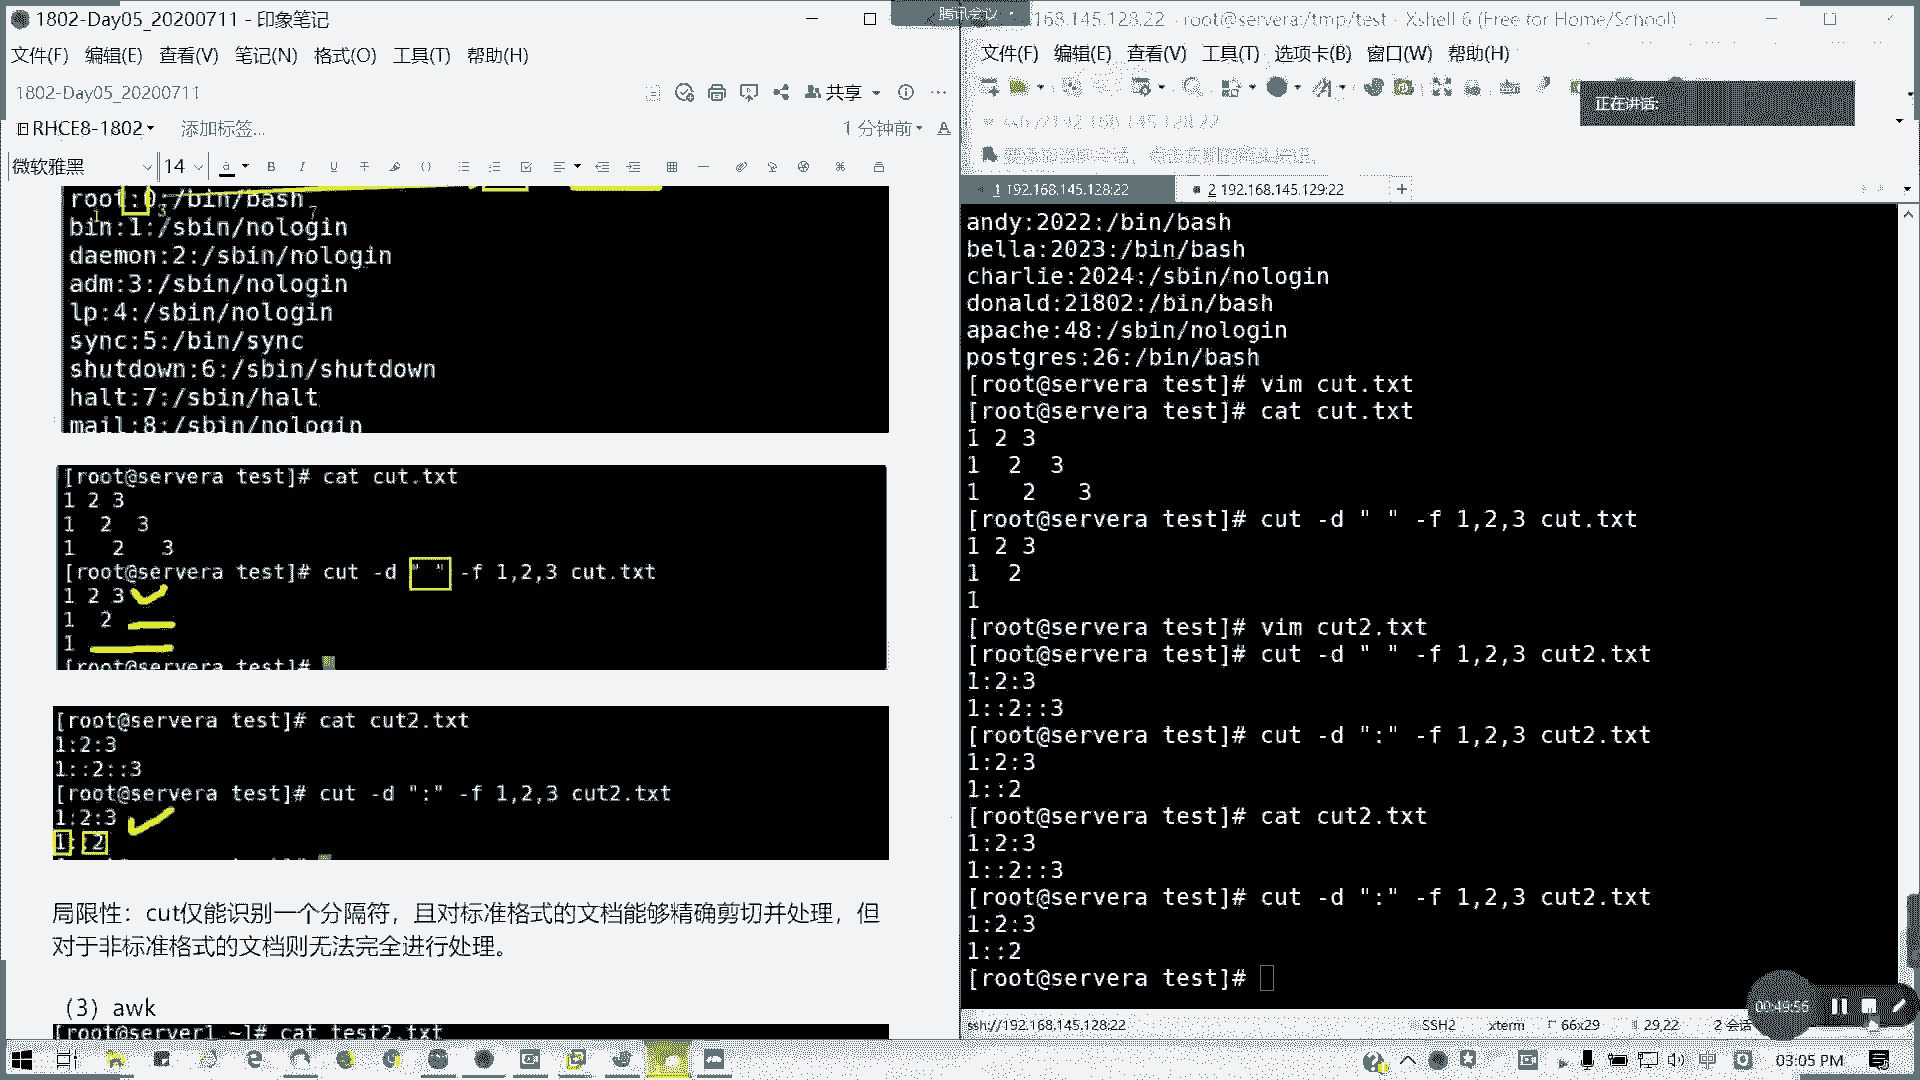 1802-Day05_20200711 - 印象笔记
文件(F) 编辑(E) 查看(V) 笔记(N) 格式(O) 工具(T) 帮助(H)
1802-Day05_20200711
共享
RHCE8-1802
添加标签...
1 分钟前
微软雅黑
14
root:0:/bin/bash
bin:1:/sbin/nologin
daemon:2:/sbin/nologin
adm:3:/sbin/nologin
lp:4:/sbin/nologin
sync:5:/bin/sync
shutdown:6:/sbin/shutdown
halt:7:/sbin/halt
mail:8:/sbin/nologin
[root@servera test]# cat cut.txt
1 2 3
1  2  3
1   2   3
[root@servera test]# cut -d " " -f 1,2,3 cut.txt
1 2 3
1  2
1
[root@servera test]#
[root@servera test]# cat cut2.txt
1:2:3
1::2::3
[root@servera test]# cut -d ":" -f 1,2,3 cut2.txt
1:2:3
1::2
局限性：cut仅能识别一个分隔符，且对标准格式的文档能够精确剪切并处理，但
对于非标准格式的文档则无法完全进行处理。
（3）awk
[root@server1 ~]# cat test2.txt
腾讯会议
168.145.128.22 - root@servera:/tmp/test - Xshell 6 (Free for Home/School)
文件(F) 编辑(E) 查看(V) 工具(T) 选项卡(B) 窗口(W) 帮助(H)
正在讲话:
ssh://192.168.145.128:22
1 192.168.145.128:22
2 192.168.145.129:22
andy:2022:/bin/bash
bella:2023:/bin/bash
charlie:2024:/sbin/nologin
donald:21802:/bin/bash
apache:48:/sbin/nologin
postgres:26:/bin/bash
[root@servera test]# vim cut.txt
[root@servera test]# cat cut.txt
1 2 3
1  2  3
1   2   3
[root@servera test]# cut -d " " -f 1,2,3 cut.txt
1 2 3
1  2
1
[root@servera test]# vim cut2.txt
[root@servera test]# cut -d " " -f 1,2,3 cut2.txt
1:2:3
1::2::3
[root@servera test]# cut -d ":" -f 1,2,3 cut2.txt
1:2:3
1::2
[root@servera test]# cat cut2.txt
1:2:3
1::2::3
[root@servera test]# cut -d ":" -f 1,2,3 cut2.txt
1:2:3
1::2
[root@servera test]#
00:49:56
ssh://192.168.145.128:22
SSH2
xterm
66x29
29,22
2 会话
03:05 PM